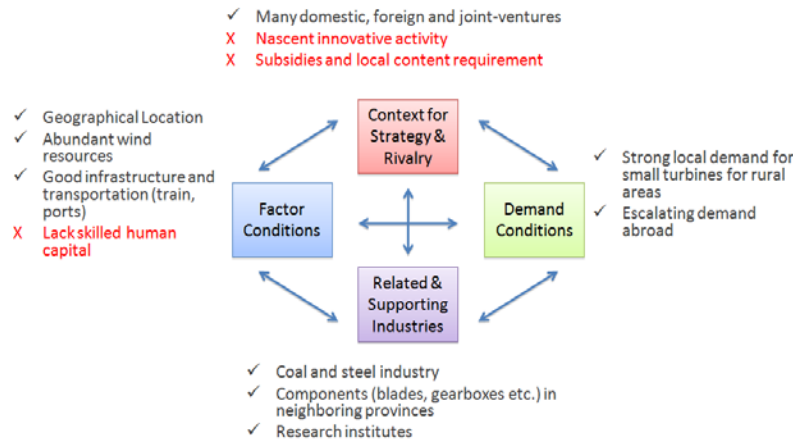 ✓ Many domestic, foreign and joint-ventures
X Nascent innovative activity
X Subsidies and local content requirement
✓ Geographical Location
✓ Abundant wind
resources
✓ Good infrastructure and
transportation (train,
ports)
X Lack skilled human
capital
Context for
Strategy &
Rivalry
Factor
Conditions
Demand
Conditions
✓ Strong local demand for
small turbines for rural
areas
✓ Escalating demand
abroad
Related &
Supporting
Industries
✓ Coal and steel industry
✓ Components (blades, gearboxes etc.) in
neighboring provinces
✓ Research institutes